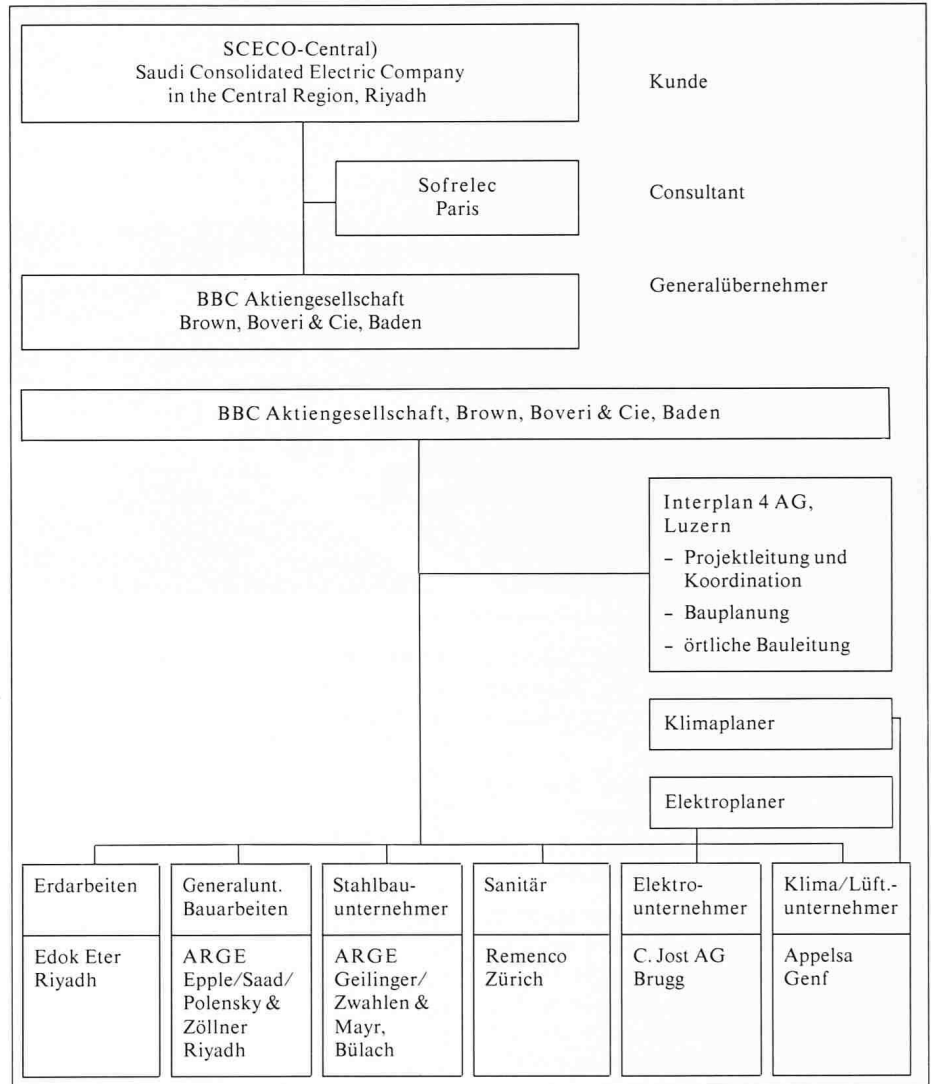 SCECO-Central)
Saudi Consolidated Electric Company
in the Central Region, Riyadh
Kunde
Sofrelec
Paris
Consultant
BBC Aktiengesellschaft
Brown, Boveri & Cie, Baden
Generalübernehmer
BBC Aktiengesellschaft, Brown, Boveri & Cie, Baden
Interplan 4 AG,
Luzern
- Projektleitung und
Koordination
- Bauplanung
- örtliche Bauleitung
Klimaplaner
Elektroplaner
Erdarbeiten
Edok Eter
Riyadh
Generalunt.
Bauarbeiten
ARGE
Epple/Saad/
Polensky &
Zöllner
Riyadh
Stahlbau-
unternehmer
ARGE
Geilinger/
Zwahlen &
Mayr,
Bülach
Sanitär
Remenco
Zürich
Elektro-
unternehmer
C. Jost AG
Brugg
Klima/Lüft.-
unternehmer
Appelsa
Genf